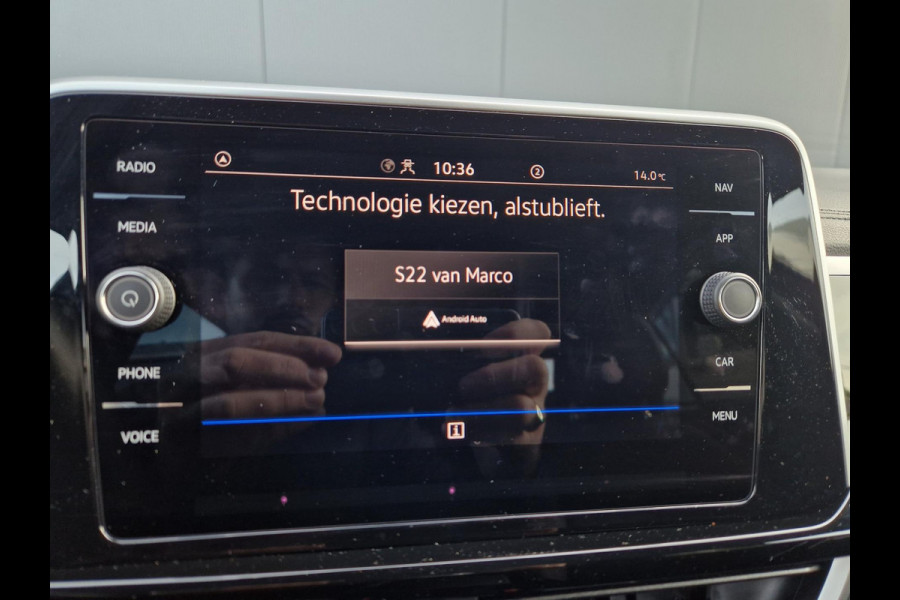 RADIO
MEDIA
PHONE
VOICE
10:36
2
14.0°C
Technologie kiezen, alstublieft.
S22 van Marco
Android Auto
i
NAV
APP
CAR
MENU